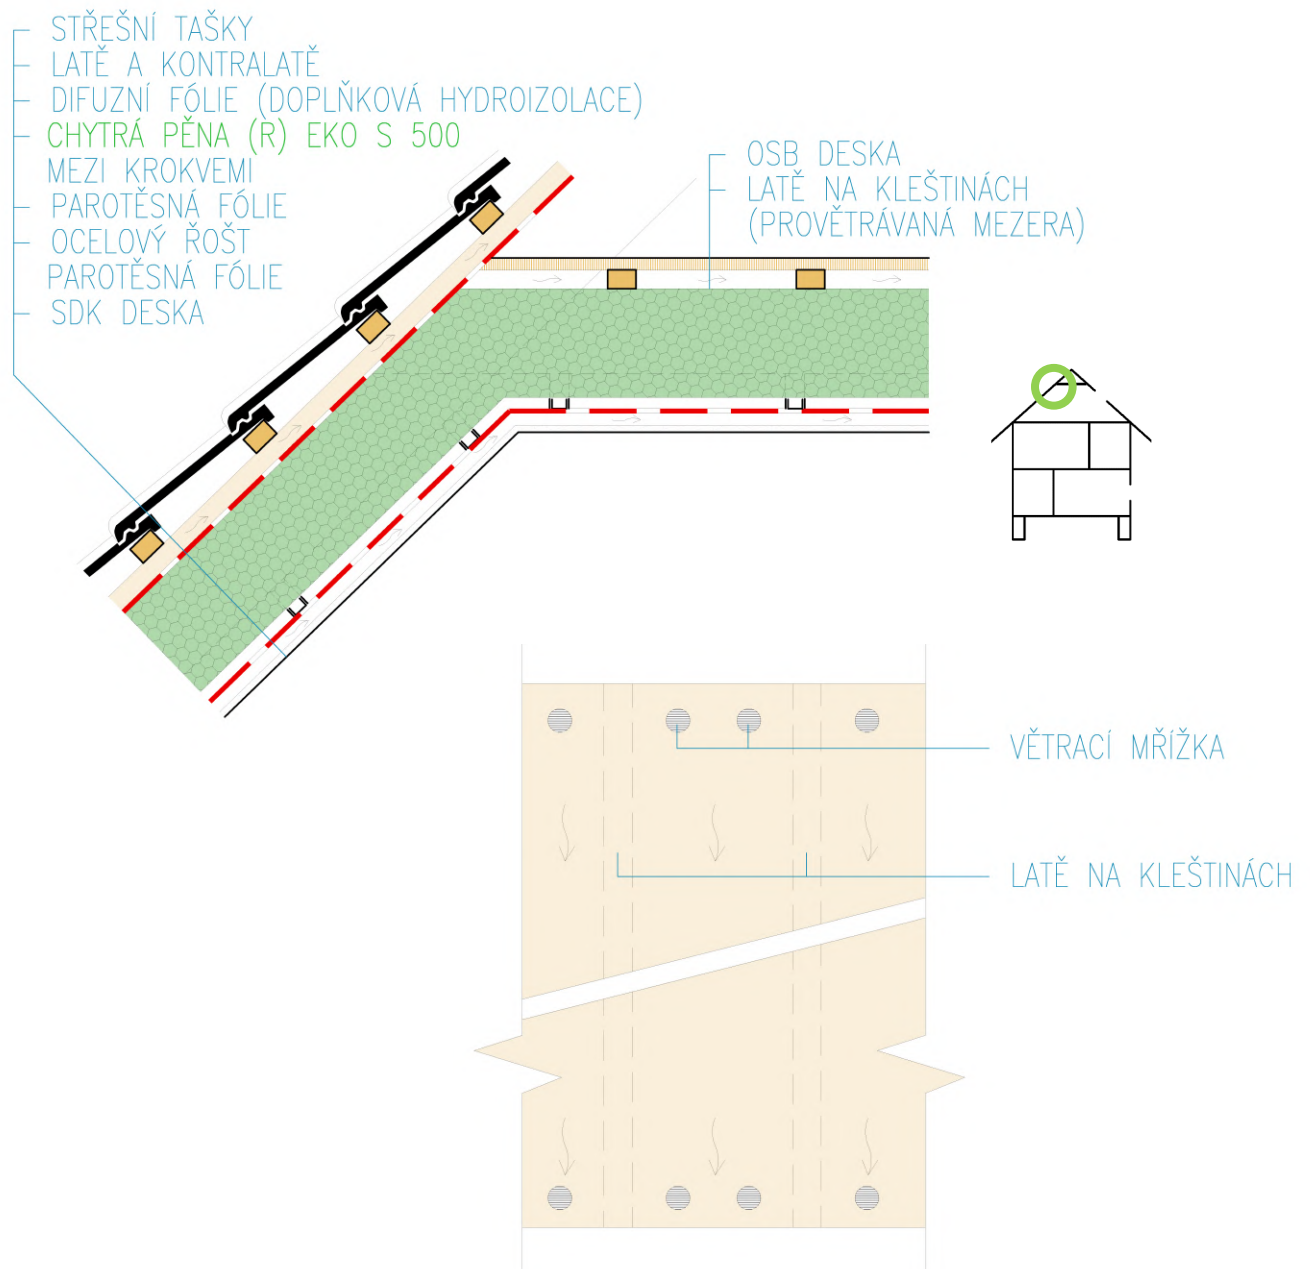 STŘEŠNÍ TAŠKY
LATĚ A KONTRALATĚ
DIFUZNÍ FÓLIE (DOPLŇKOVÁ HYDROIZOLACE)
CHYTRÁ PĚNA (R) EKO S 500
MEZI KROKVEMI
PAROTĚSNÁ FÓLIE
OCELOVÝ ŘOŠT
PAROTĚSNÁ FÓLIE
SDK DESKA
OSB DESKA
LATĚ NA KLEŠTINÁCH
(PROVĚTRÁVANÁ MEZERA)
VĚTRACÍ MŘÍŽKA
LATĚ NA KLEŠTINÁCH